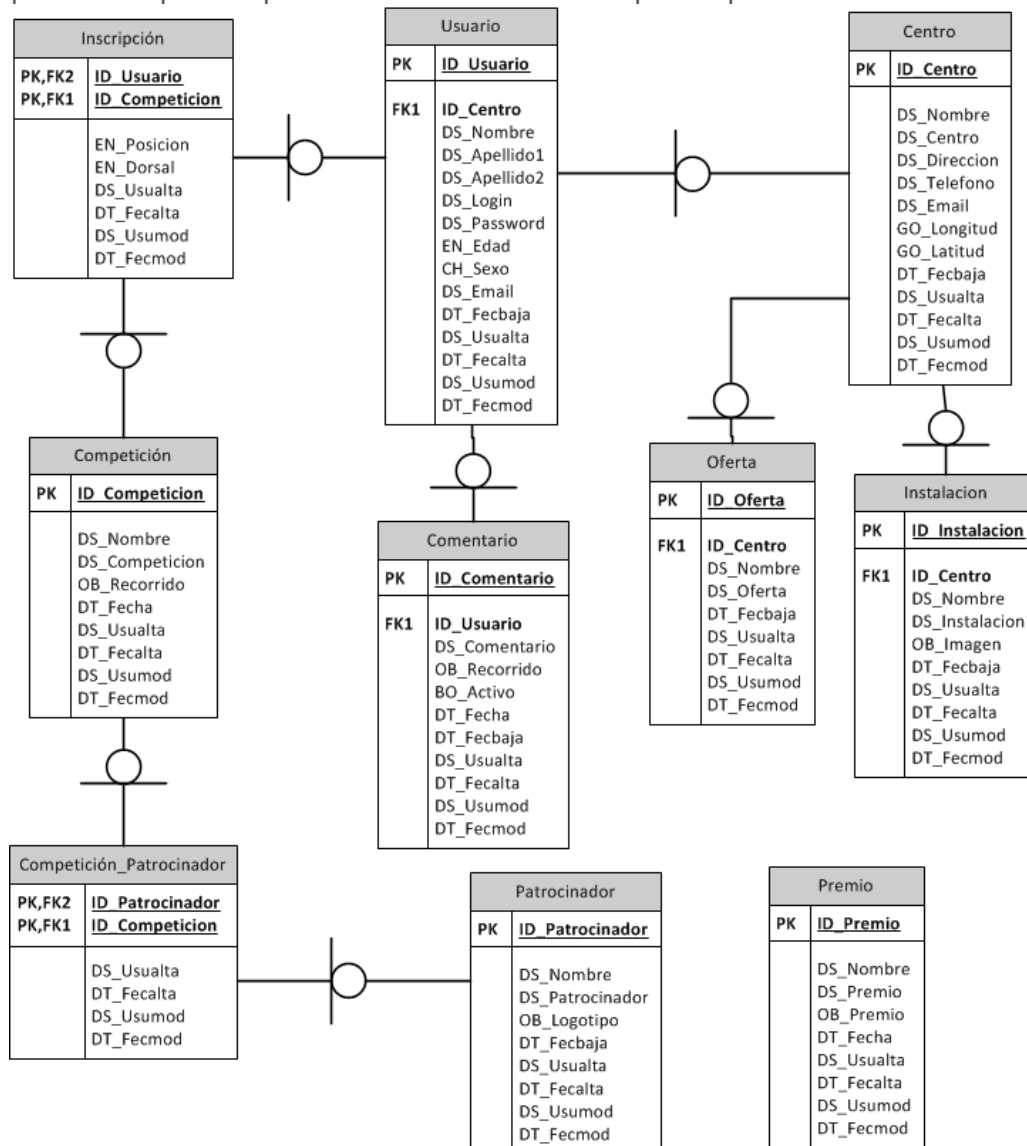 Inscripción
PK,FK2 ID_Usuario
PK,FK1 ID_Competicion
EN_Posicion
EN_Dorsal
DS_Usualta
DT_Fecalta
DS_Usumod
DT_Fecmod
Usuario
PK ID_Usuario
FK1 ID_Centro
DS_Nombre
DS_Apellido1
DS_Apellido2
DS_Login
DS_Password
EN_Edad
CH_Sexo
DS_Email
DT_Fecbaja
DS_Usualta
DT_Fecalta
DS_Usumod
DT_Fecmod
Centro
PK ID_Centro
DS_Nombre
DS_Centro
DS_Direccion
DS_Telefono
DS_Email
GO_Longitud
GO_Latitud
DT_Fecbaja
DS_Usualta
DT_Fecalta
DS_Usumod
DT_Fecmod
Competición
PK ID_Competicion
DS_Nombre
DS_Competicion
OB_Recorrido
DT_Fecha
DS_Usualta
DT_Fecalta
DS_Usumod
DT_Fecmod
Comentario
PK ID_Comentario
FK1 ID_Usuario
DS_Comentario
OB_Recorrido
BO_Activo
DT_Fecha
DT_Fecbaja
DS_Usualta
DT_Fecalta
DS_Usumod
DT_Fecmod
Oferta
PK ID_Oferta
FK1 ID_Centro
DS_Nombre
DS_Oferta
DT_Fecbaja
DS_Usualta
DT_Fecalta
DS_Usumod
DT_Fecmod
Instalacion
PK ID_Instalacion
FK1 ID_Centro
DS_Nombre
DS_Instalacion
OB_Imagen
DT_Fecbaja
DS_Usualta
DT_Fecalta
DS_Usumod
DT_Fecmod
Competición_Patrocinador
PK,FK2 ID_Patrocinador
PK,FK1 ID_Competicion
DS_Usualta
DT_Fecalta
DS_Usumod
DT_Fecmod
Patrocinador
PK ID_Patrocinador
DS_Nombre
DS_Patrocinador
OB_Logotipo
DT_Fecbaja
DS_Usualta
DT_Fecalta
DS_Usumod
DT_Fecmod
Premio
PK ID_Premio
DS_Nombre
DS_Premio
OB_Premio
DT_Fecha
DS_Usualta
DT_Fecalta
DS_Usumod
DT_Fecmod